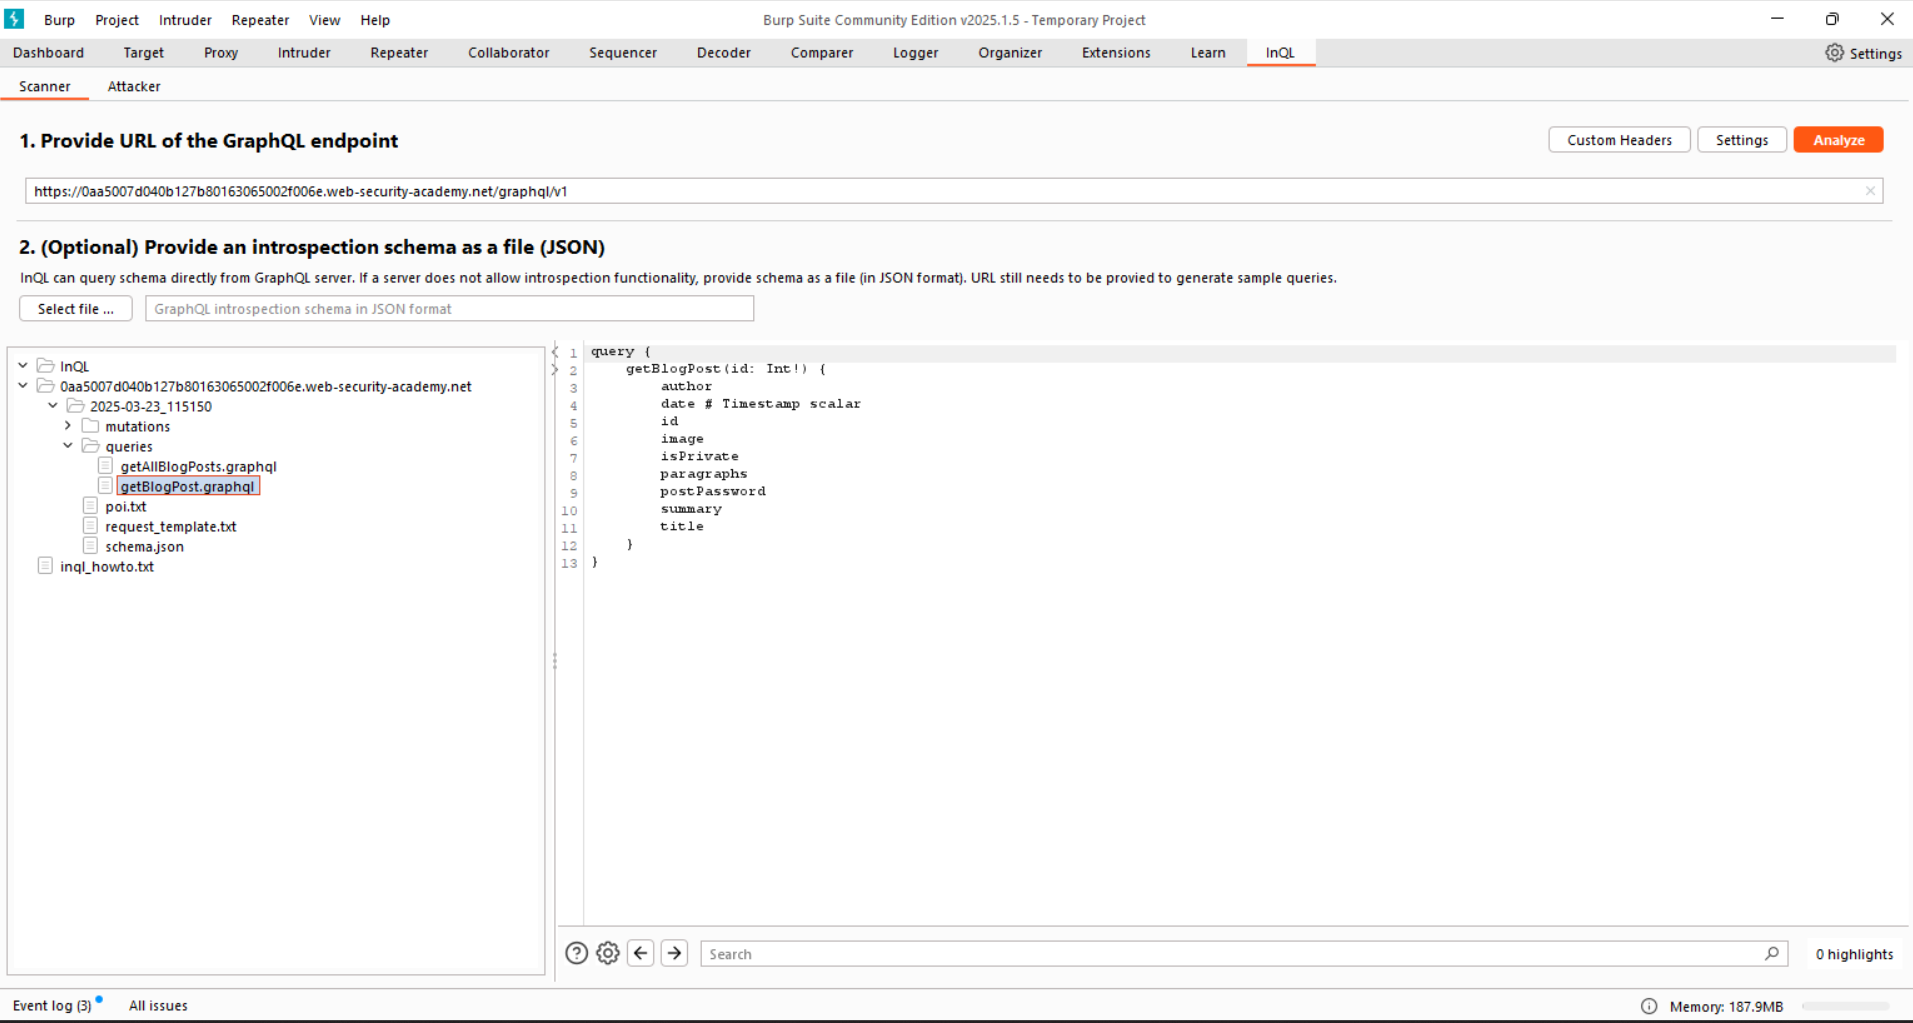 Burp Project Intruder Repeater View Help
Burp Suite Community Edition v2025.1.5 - Temporary Project
Dashboard Target Proxy Intruder Repeater Collaborator Sequencer Decoder Comparer Logger Organizer Extensions Learn InQL Settings
Scanner Attacker
1. Provide URL of the GraphQL endpoint
Custom Headers Settings Analyze
https://0aa5007d040b127b80163065002f006e.web-security-academy.net/graphql/v1
2. (Optional) Provide an introspection schema as a file (JSON)
InQL can query schema directly from GraphQL server. If a server does not allow introspection functionality, provide schema as a file (in JSON format). URL still needs to be provied to generate sample queries.
Select file ... GraphQL introspection schema in JSON format
InQL
0aa5007d040b127b80163065002f006e.web-security-academy.net
2025-03-23_115150
mutations
queries
getAllBlogPosts.graphql
getBlogPost.graphql
poi.txt
request_template.txt
schema.json
inql_howto.txt
1 query {
2 getBlogPost(id: Int!) {
3 author
4 date # Timestamp scalar
5 id
6 image
7 isPrivate
8 paragraphs
9 postPassword
10 summary
11 title
12 }
13 }
Search
0 highlights
Event log (3) All issues
Memory: 187.9MB